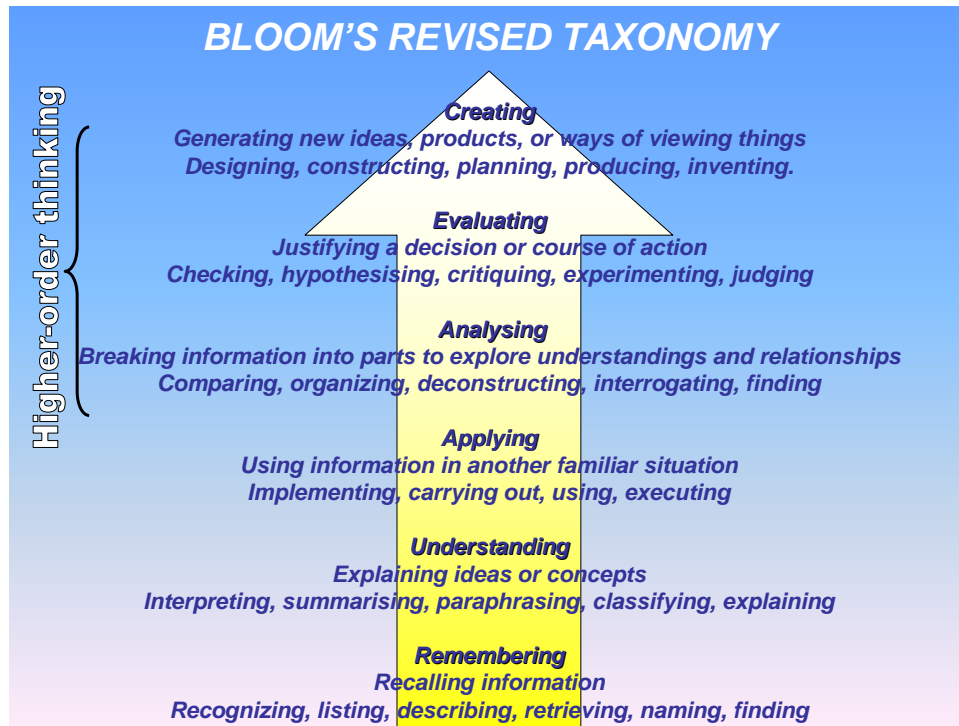 BLOOM'S REVISED TAXONOMY
Higher-order thinking
Creating
Generating new ideas, products, or ways of viewing things
Designing, constructing, planning, producing, inventing.
Evaluating
Justifying a decision or course of action
Checking, hypothesising, critiquing, experimenting, judging
Analysing
Breaking information into parts to explore understandings and relationships
Comparing, organizing, deconstructing, interrogating, finding
Applying
Using information in another familiar situation
Implementing, carrying out, using, executing
Understanding
Explaining ideas or concepts
Interpreting, summarising, paraphrasing, classifying, explaining
Remembering
Recalling information
Recognizing, listing, describing, retrieving, naming, finding